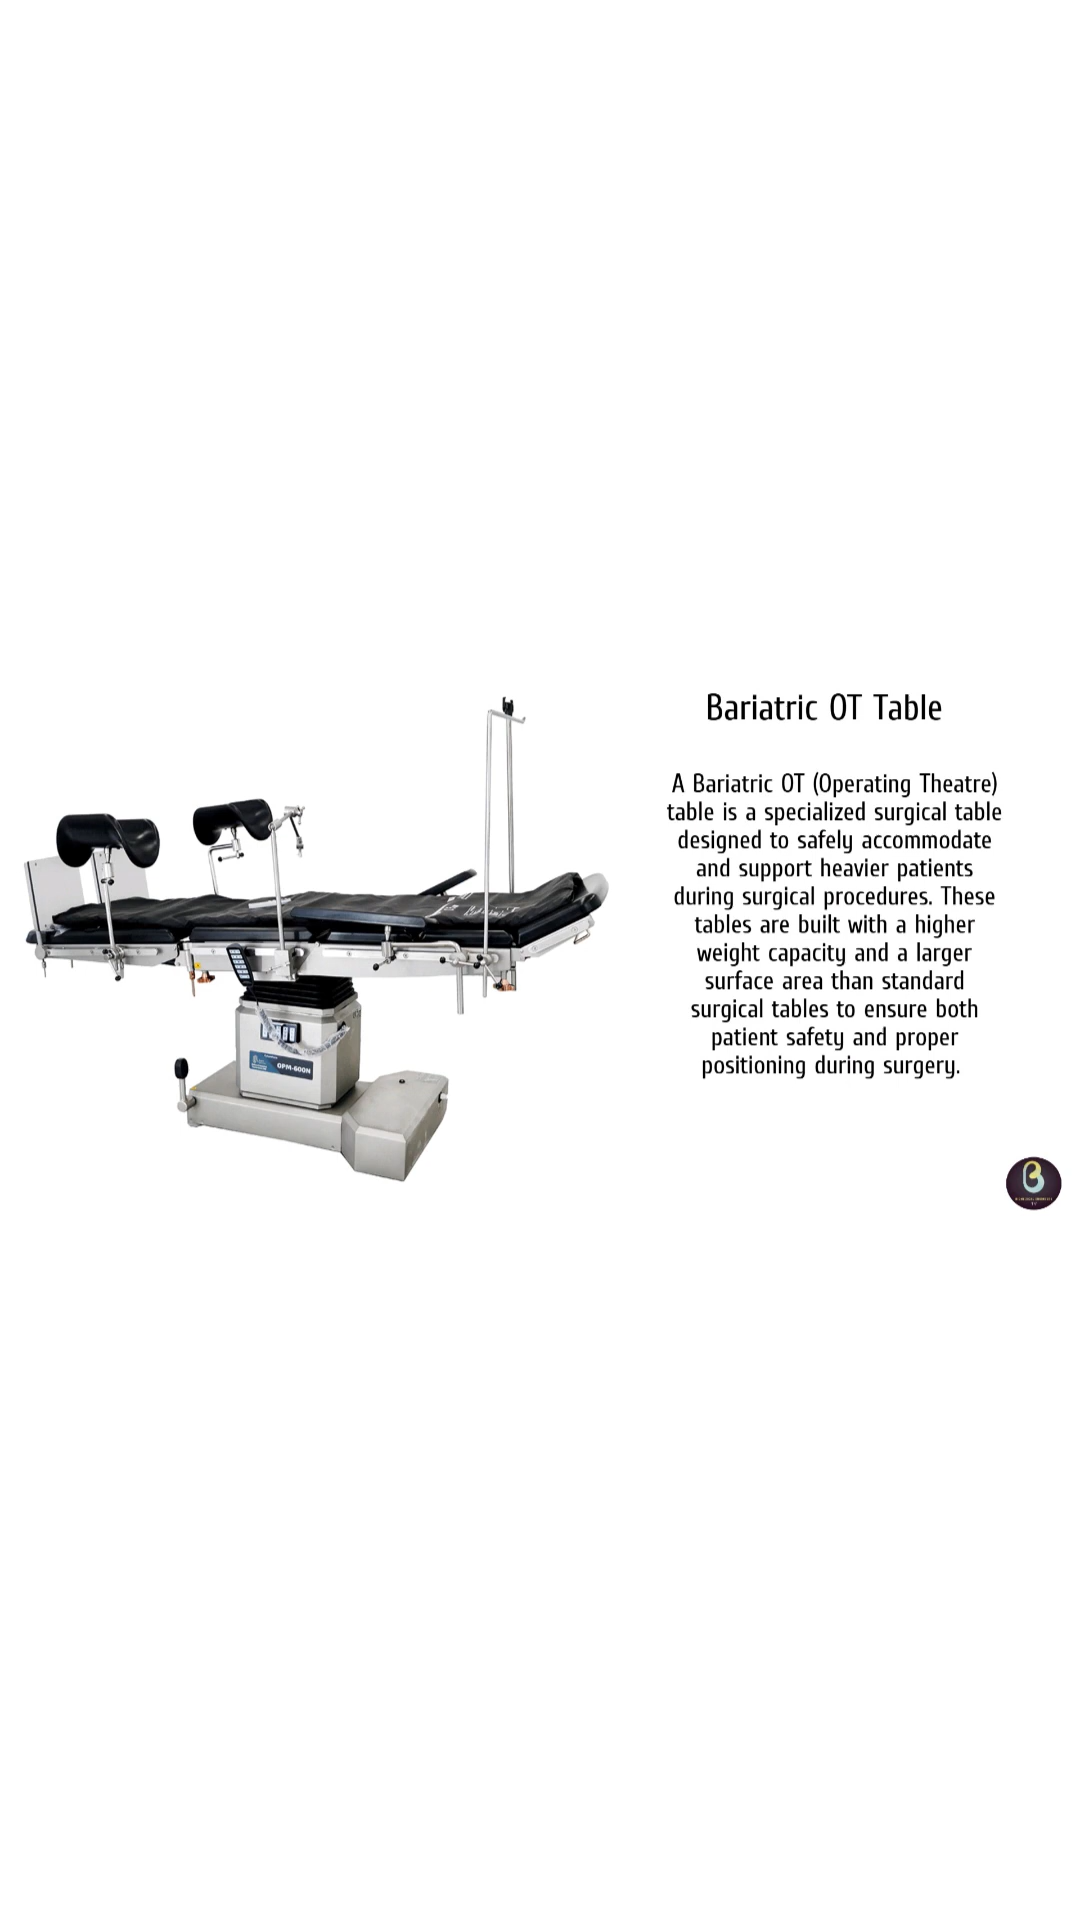 Bariatric OT Table
A Bariatric OT (Operating Theatre)
table is a specialized surgical table
designed to safely accommodate
and support heavier patients
during surgical procedures. These
tables are built with a higher
weight capacity and a larger
surface area than standard
surgical tables to ensure both
patient safety and proper
positioning during surgery.
OPM-600N
B